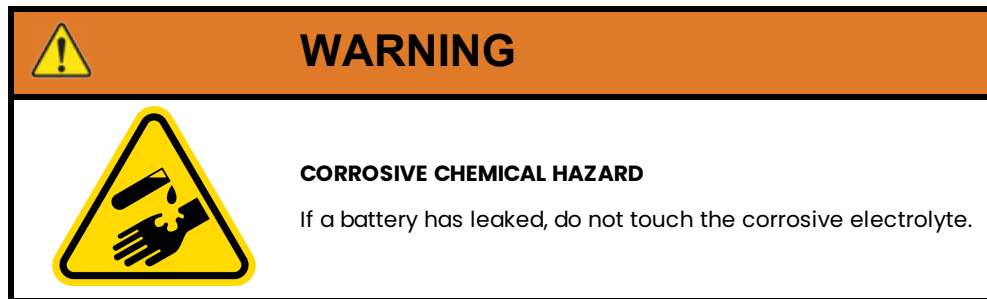 WARNING
CORROSIVE CHEMICAL HAZARD
If a battery has leaked, do not touch the corrosive electrolyte.